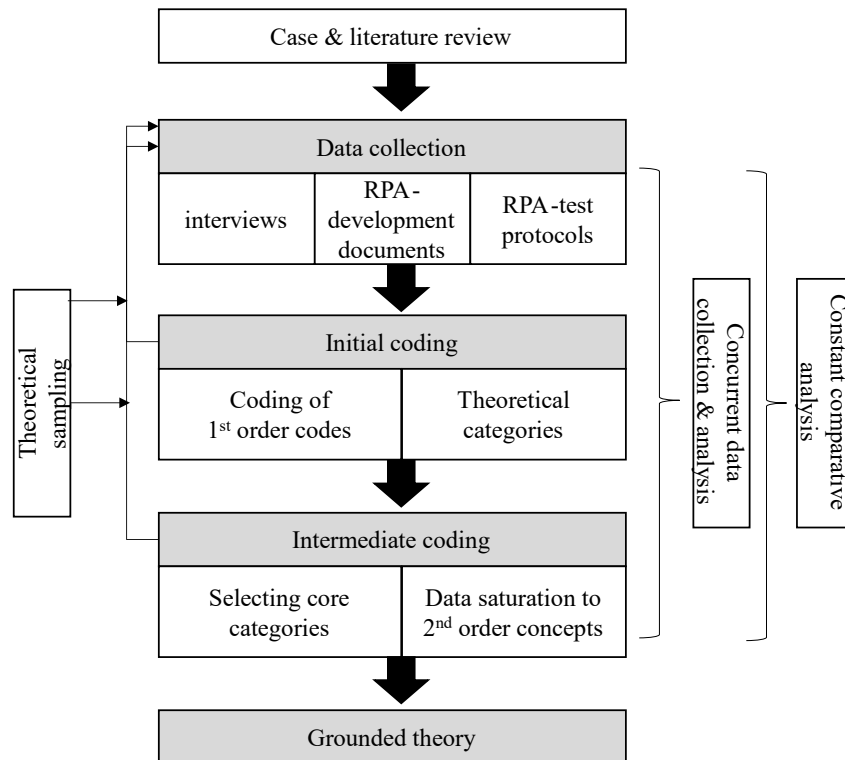 Case & literature review
Data collection
interviews
RPA-
development
documents
RPA-test
protocols
Theoretical
sampling
Initial coding
Coding of
1st order codes
Theoretical
categories
Concurrent data
collection & analysis
Constant comparative
analysis
Intermediate coding
Selecting core
categories
Data saturation to
2nd order concepts
Grounded theory